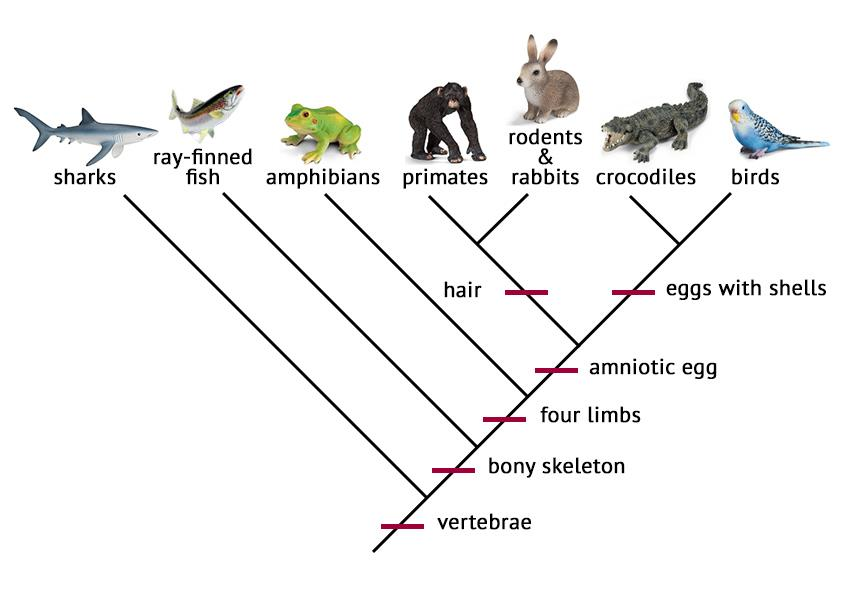 sharks
ray-finned
fish
amphibians
primates
rodents
&
rabbits
crocodiles
birds
hair
eggs with shells
amniotic egg
four limbs
bony skeleton
vertebrae